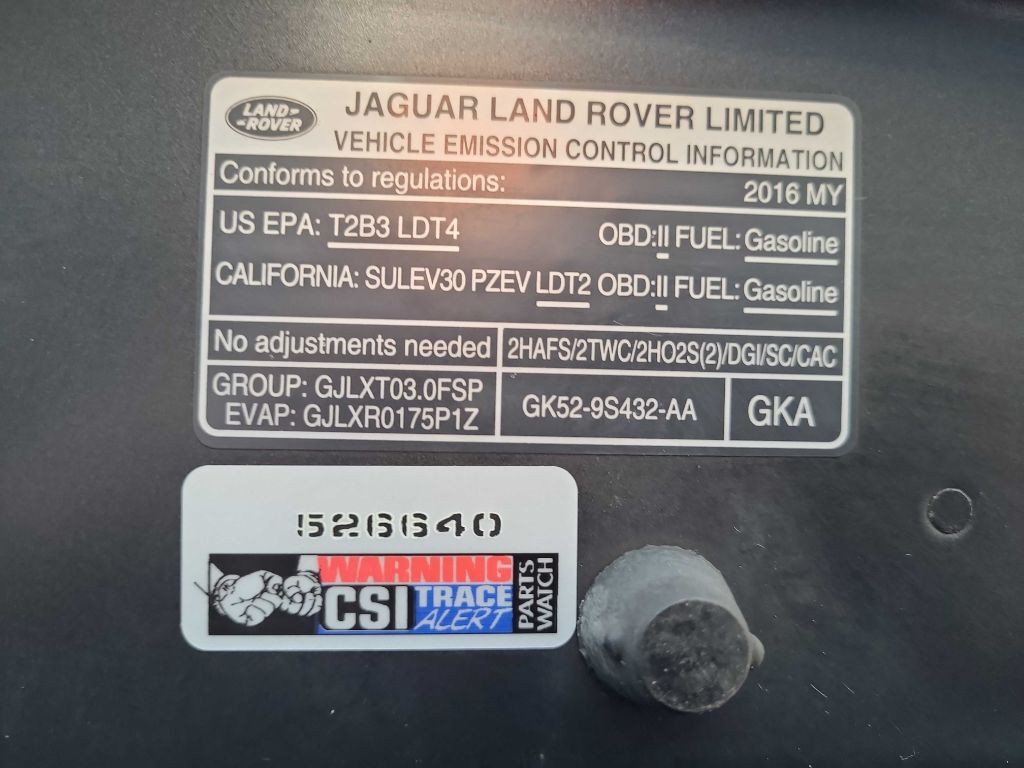 LAND-
-ROVER
JAGUAR LAND ROVER LIMITED
VEHICLE EMISSION CONTROL INFORMATION
Conforms to regulations: 2016 MY
US EPA: T2B3 LDT4 OBD:II FUEL: Gasoline
CALIFORNIA: SULEV30 PZEV LDT2 OBD:II FUEL: Gasoline
No adjustments needed 2HAFS/2TWC/2HO2S(2)/DGI/SC/CAC
GROUP: GJLXT03.0FSP
EVAP: GJLXR0175P1Z
GK52-9S432-AA GKA
526640
WARNING
CSI TRACE
ALERT
PARTS
WATCH